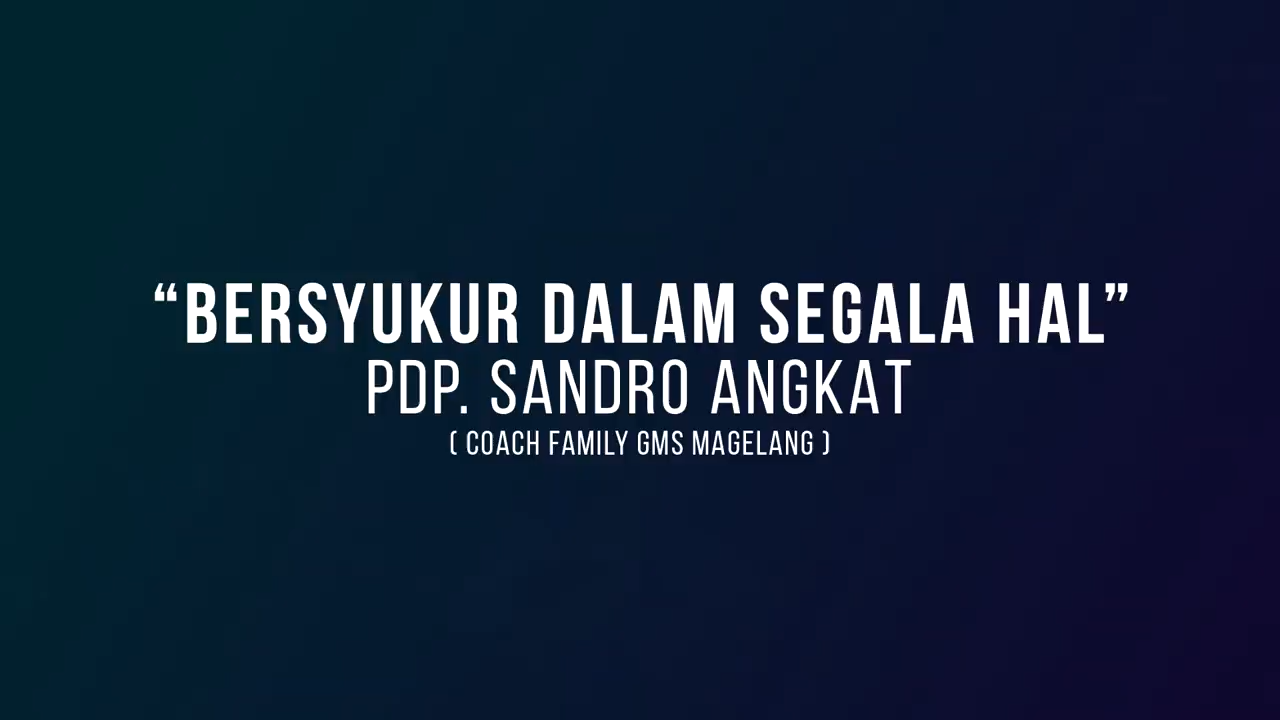 “BERSYUKUR DALAM SEGALA HAL”
PDP. SANDRO ANGKAT
( COACH FAMILY GMS MAGELANG )